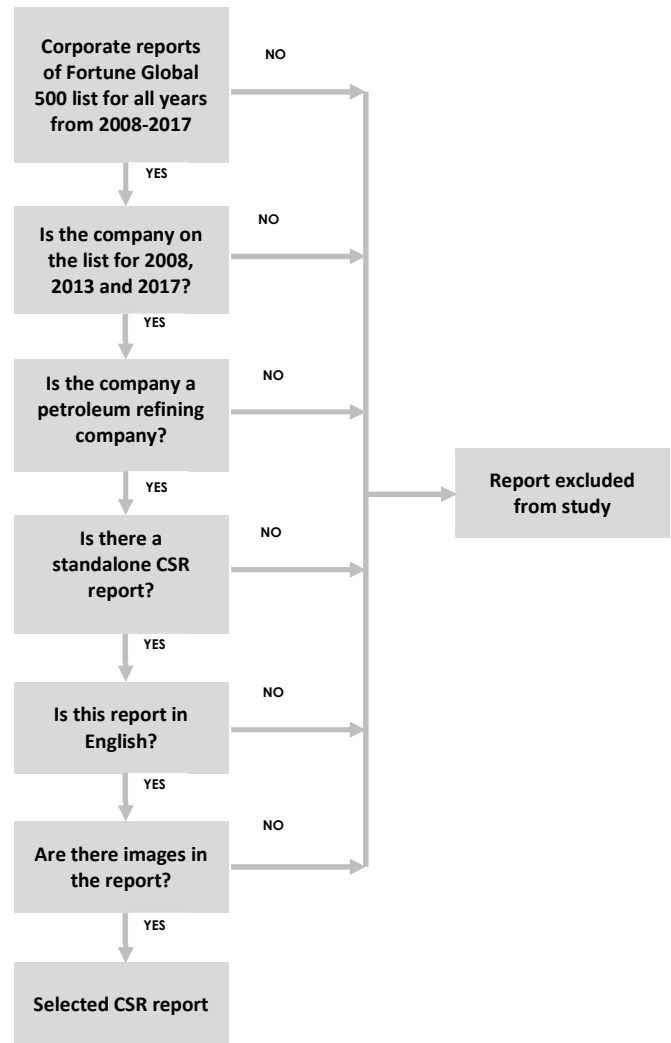 Corporate reports
of Fortune Global
500 list for all years
from 2008-2017
NO
YES
Is the company on
the list for 2008,
2013 and 2017?
NO
YES
Is the company a
petroleum refining
company?
NO
YES
Report excluded
from study
Is there a
standalone CSR
report?
NO
YES
Is this report in
English?
NO
YES
Are there images in
the report?
NO
YES
Selected CSR report